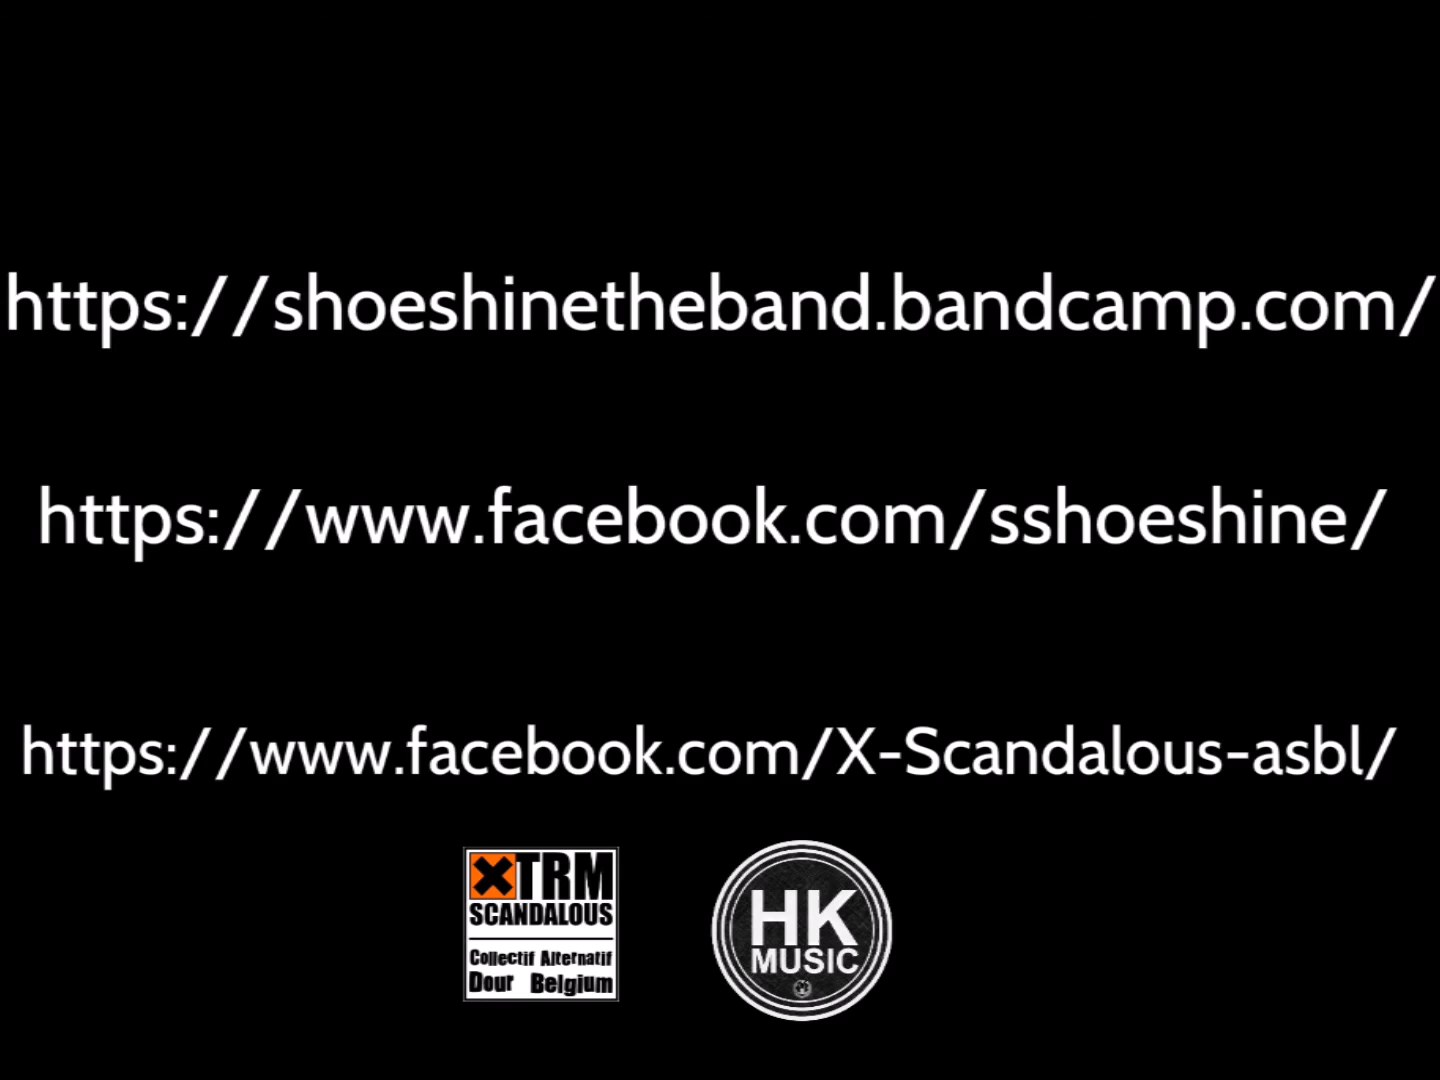 https://shoeshinetheband.bandcamp.com/
https://www.facebook.com/sshoeshine/
https://www.facebook.com/X-Scandalous-asbl/
XTRM
SCANDALOUS
Collectif Alternatif
Dour Belgium
HK
MUSIC